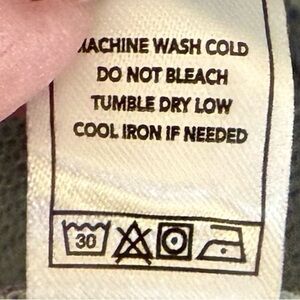 MACHINE WASH COLD
DO NOT BLEACH
TUMBLE DRY LOW
COOL IRON IF NEEDED
30